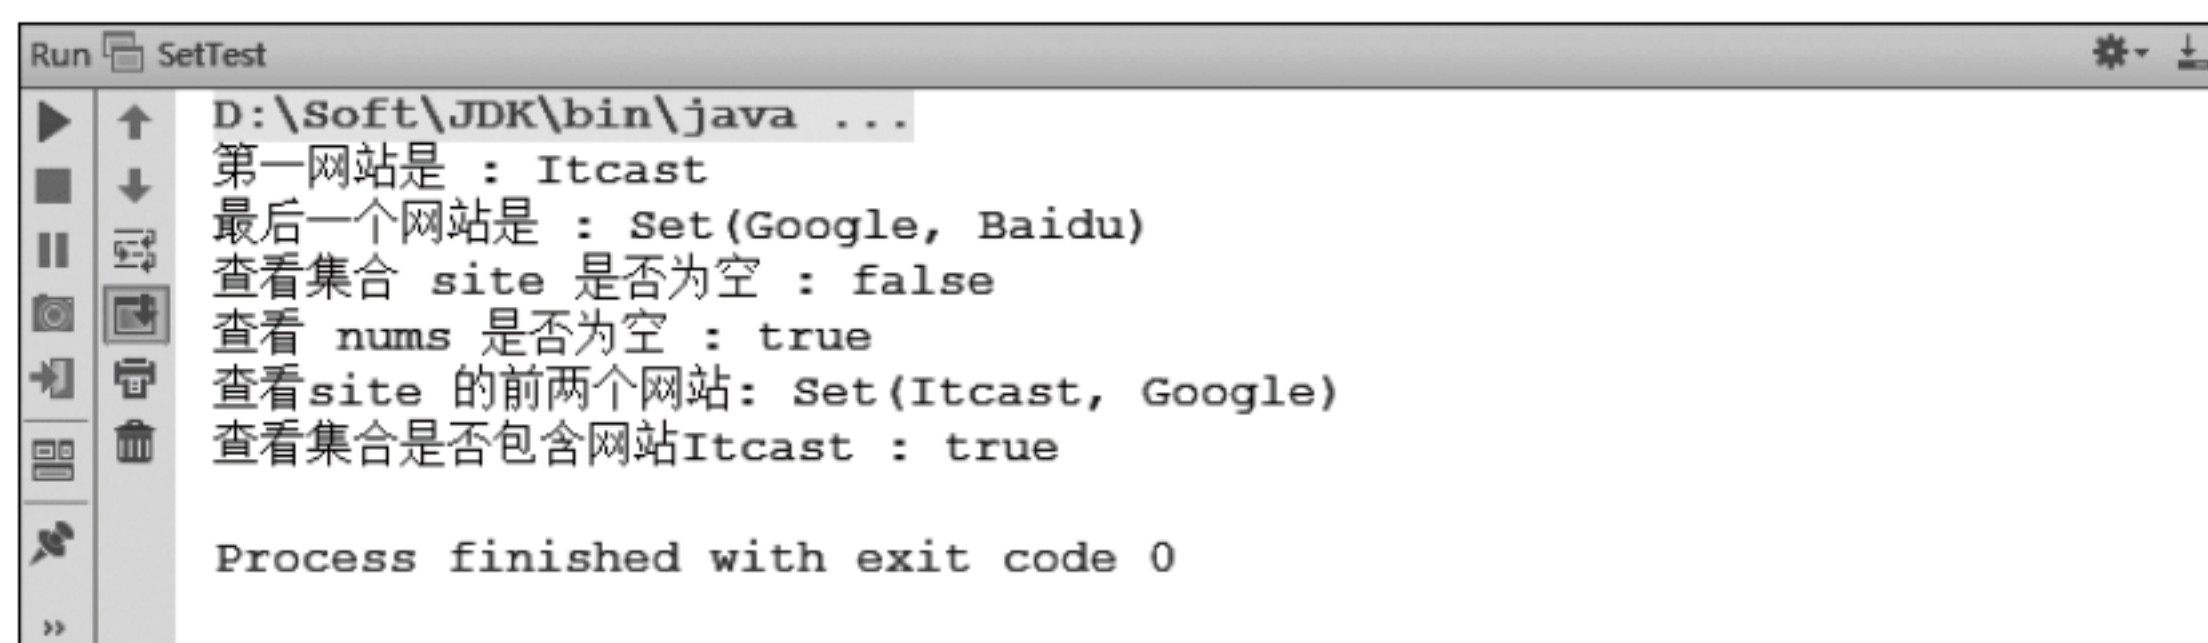 Run SetTest
D:\Soft\JDK\bin\java ...
第一网站是 : Itcast
最后一个网站是 : Set(Google, Baidu)
查看集合 site 是否为空 : false
查看 nums 是否为空 : true
查看site 的前两个网站: Set(Itcast, Google)
查看集合是否包含网站Itcast : true
Process finished with exit code 0